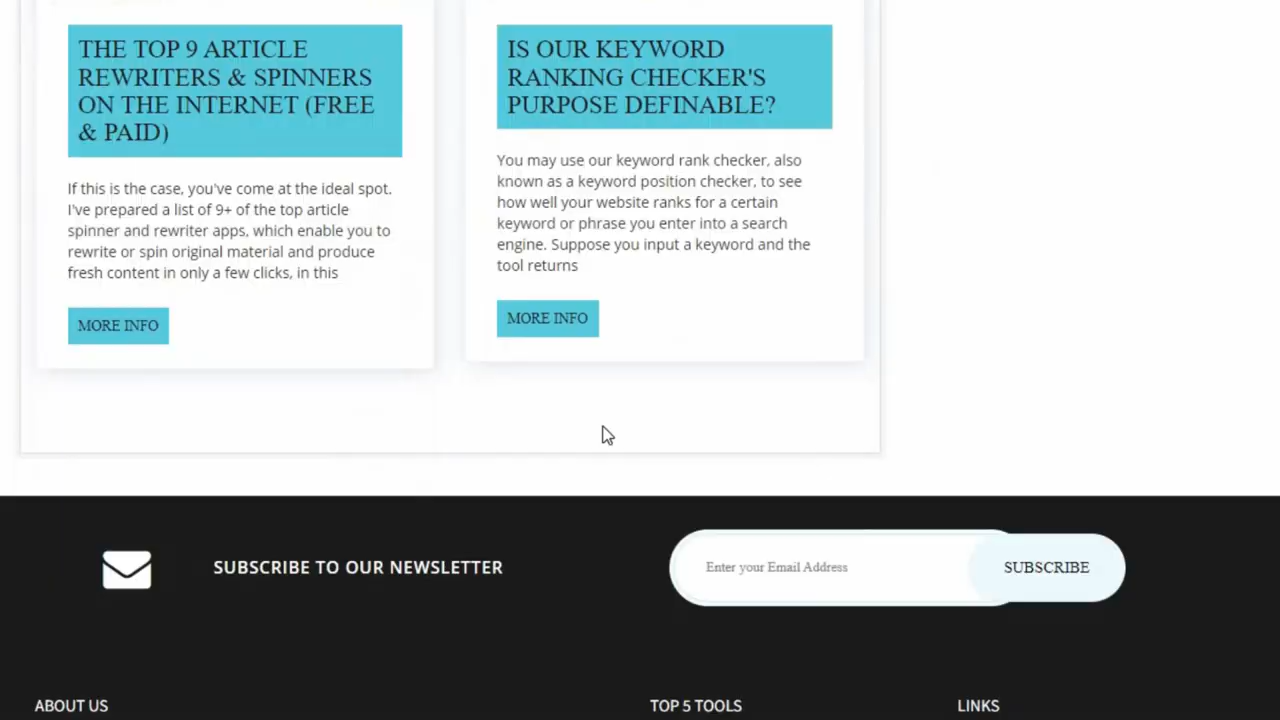 THE TOP 9 ARTICLE
REWRITERS & SPINNERS
ON THE INTERNET (FREE
& PAID)
If this is the case, you've come at the ideal spot.
I've prepared a list of 9+ of the top article
spinner and rewriter apps, which enable you to
rewrite or spin original material and produce
fresh content in only a few clicks, in this
MORE INFO
IS OUR KEYWORD
RANKING CHECKER'S
PURPOSE DEFINABLE?
You may use our keyword rank checker, also
known as a keyword position checker, to see
how well your website ranks for a certain
keyword or phrase you enter into a search
engine. Suppose you input a keyword and the
tool returns
MORE INFO
SUBSCRIBE TO OUR NEWSLETTER
Enter your Email Address
SUBSCRIBE
ABOUT US
TOP 5 TOOLS
LINKS